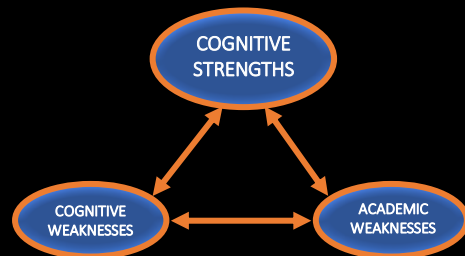 COGNITIVE
STRENGTHS
COGNITIVE
WEAKNESSES
ACADEMIC
WEAKNESSES